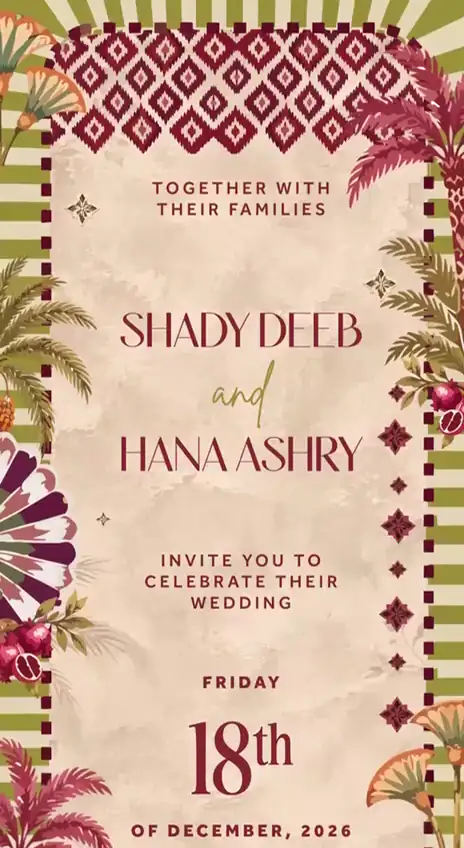 TOGETHER WITH
THEIR FAMILIES
SHADY DEEB
and
HANA ASHRY
INVITE YOU TO
CELEBRATE THEIR
WEDDING
FRIDAY
18th
OF DECEMBER, 2026